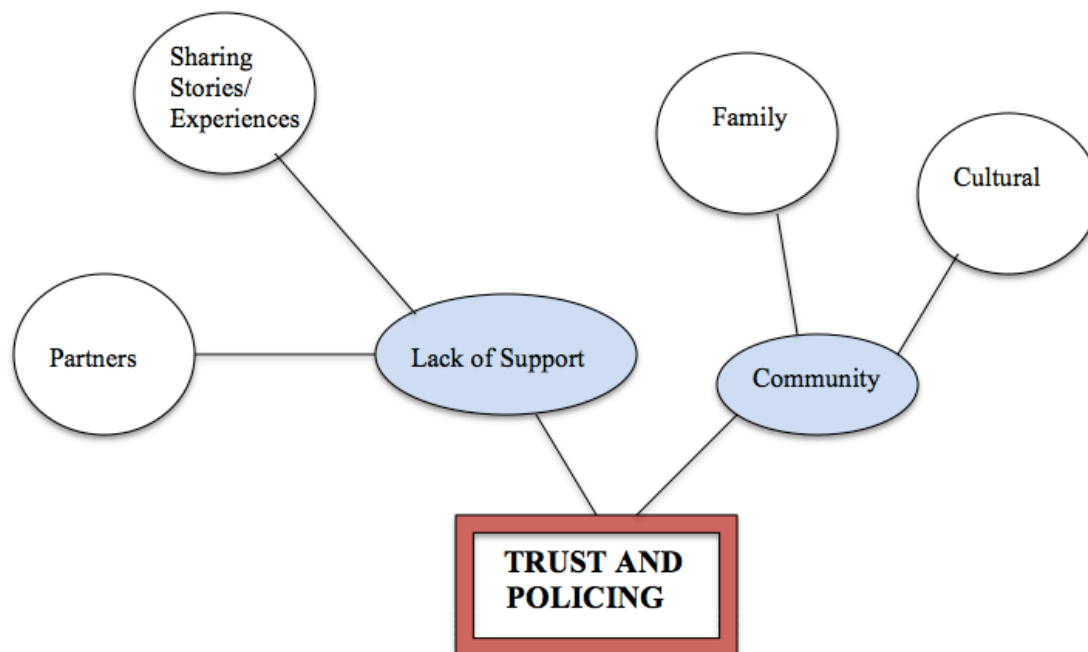 Sharing
Stories/
Experiences
Family
Cultural
Partners
Lack of Support
Community
TRUST AND
POLICING